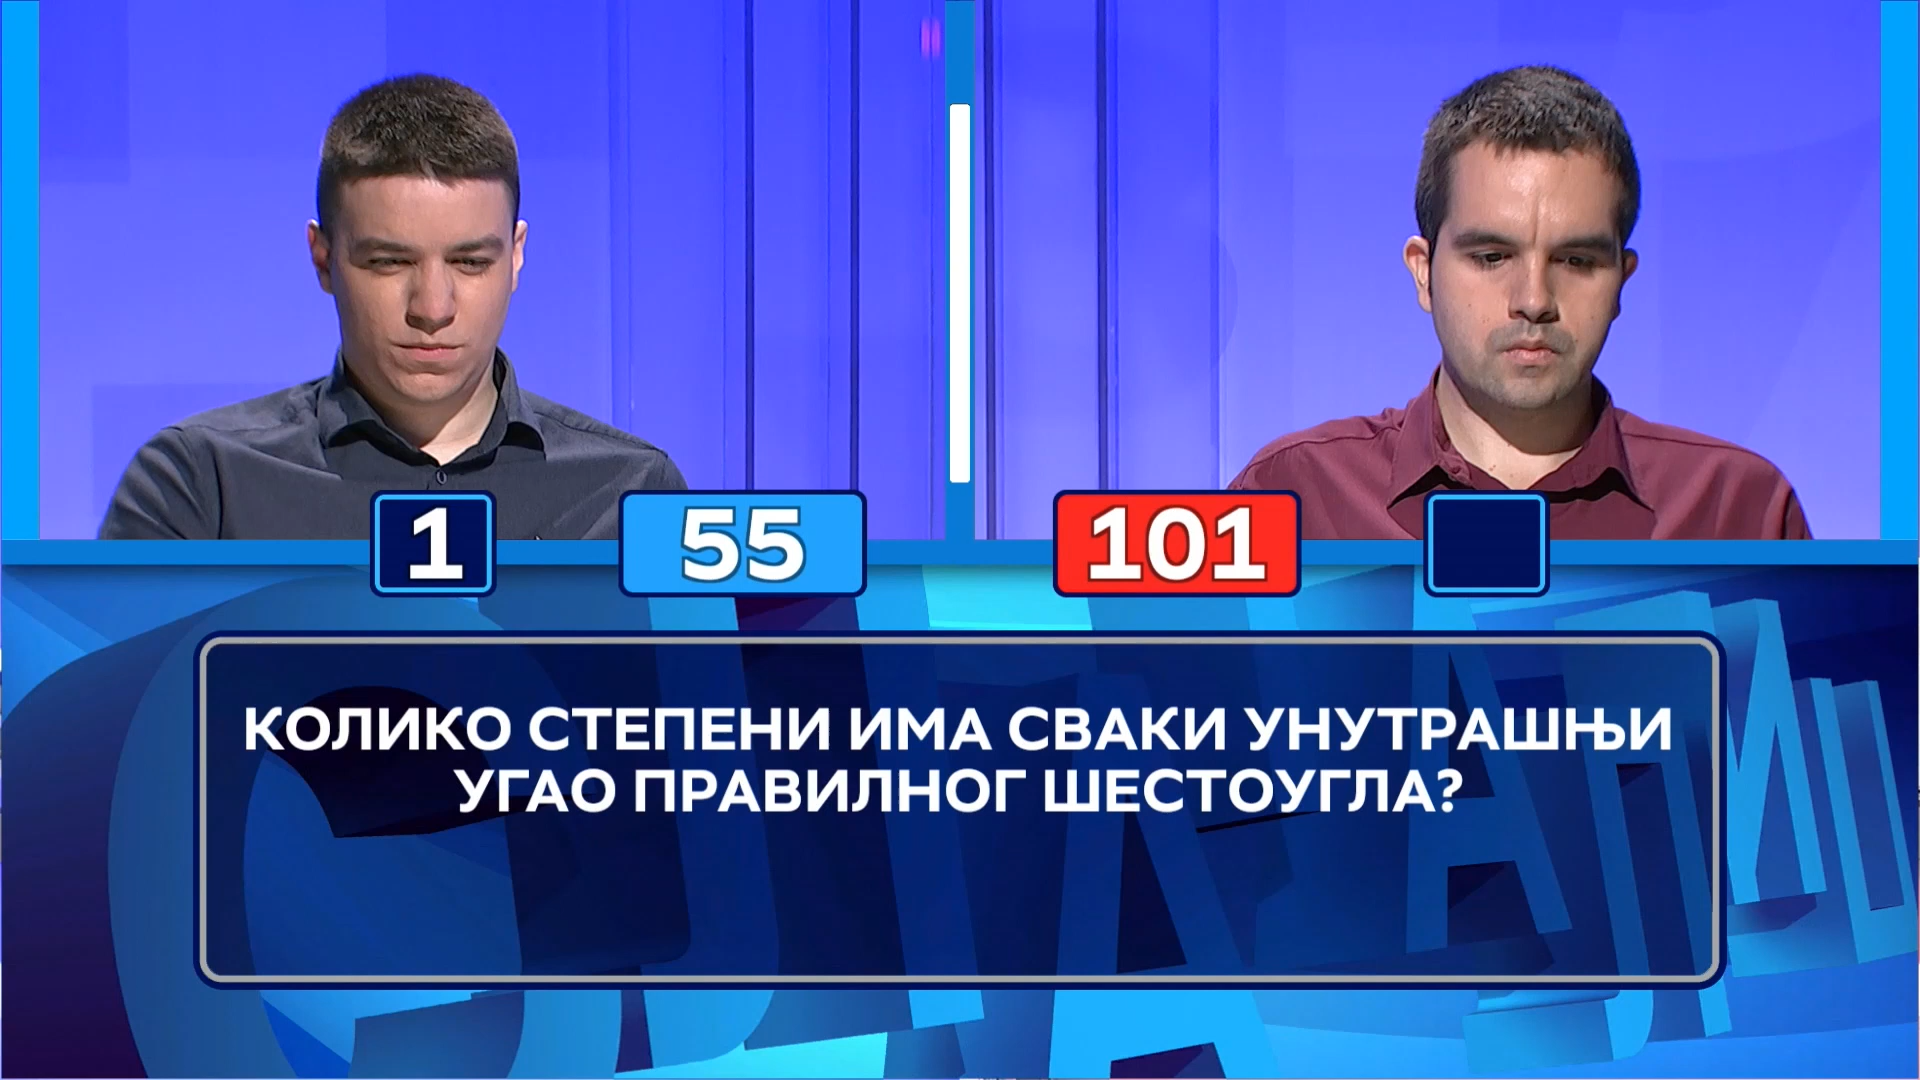 1 55 101
КОЛИКО СТЕПЕНИ ИМА СВАКИ УНУТРАШЊИ
УГАО ПРАВИЛНОГ ШЕСТОУГЛА?